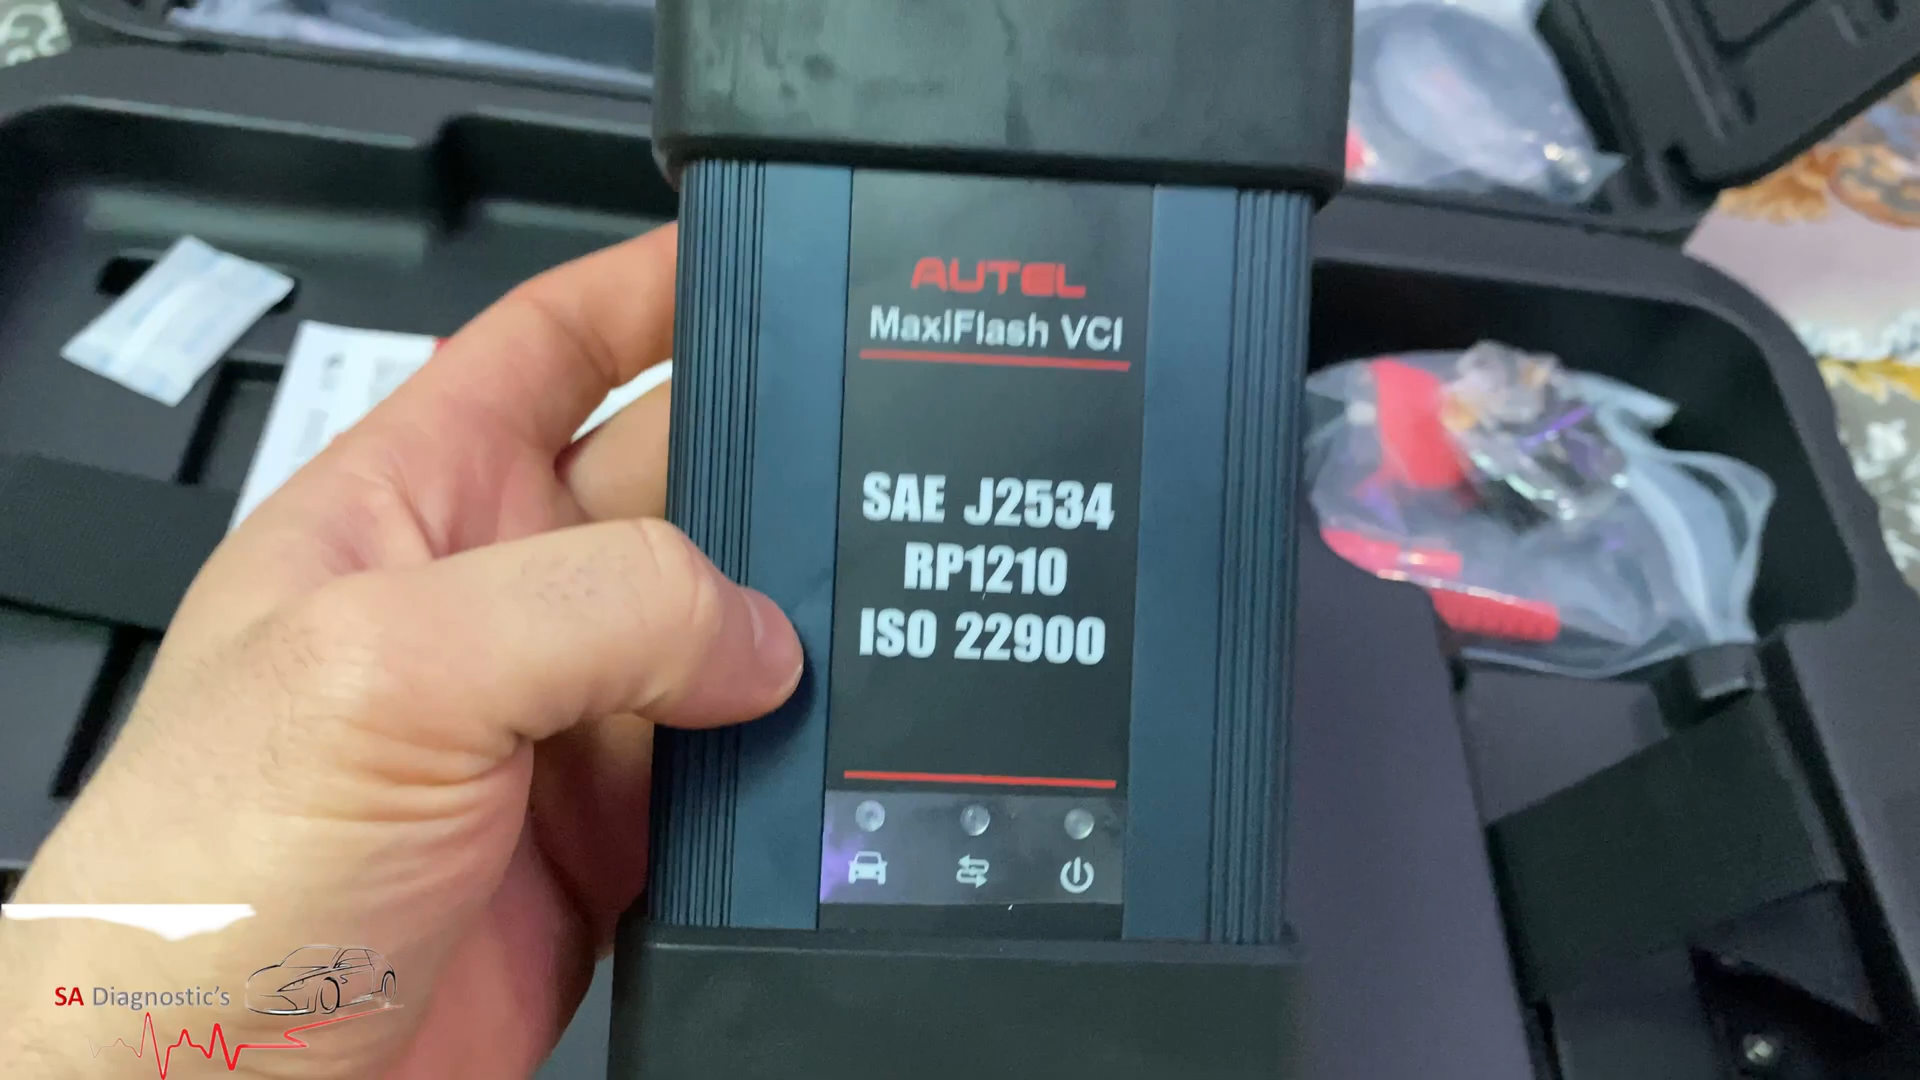 AUTEL
MaxiFlash VCI
SAE J2534
RP1210
ISO 22900
SA Diagnostic's